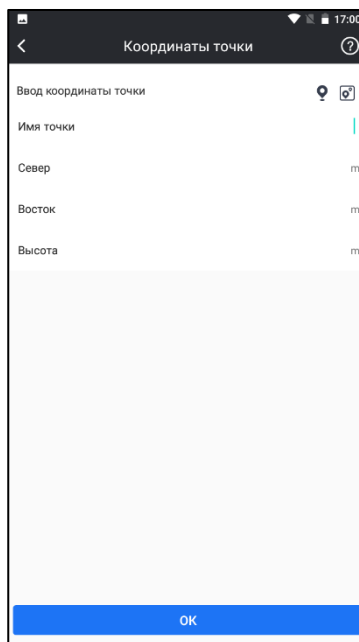 17:00
Координаты точки
Ввод координаты точки
Имя точки
Север m
Восток m
Высота m
OK